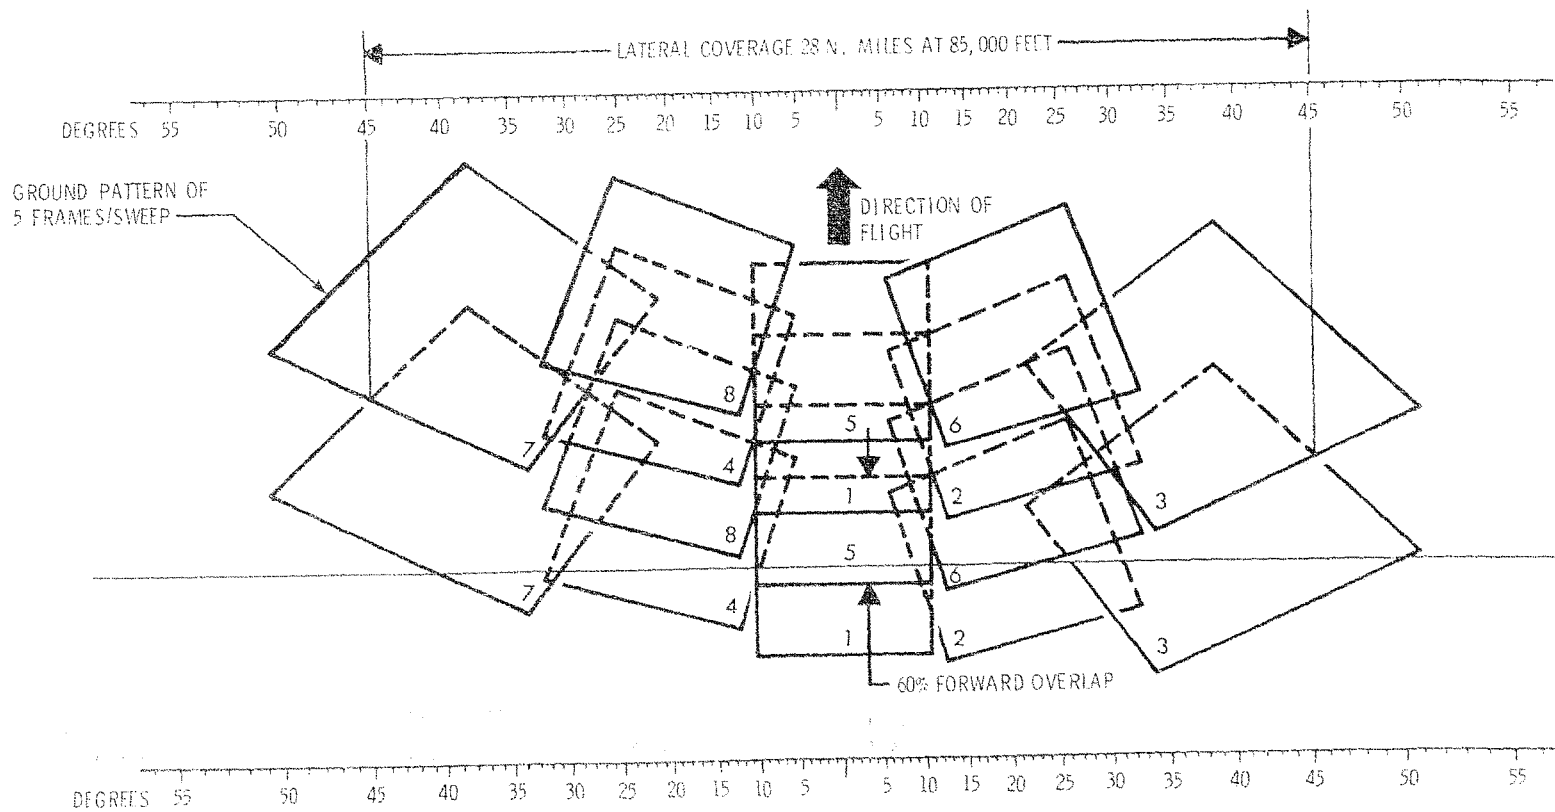 LATERAL COVERAGE 28 N. MILES AT 85,000 FEET
DEGREES 55 50 45 40 35 30 25 20 15 10 5 5 10 15 20 25 30 35 40 45 50 55
GROUND PATTERN OF
5 FRAMES/SWEEP
DIRECTION OF
FLIGHT
8
5
6
7
4
1
2
3
8
5
6
7
4
1
2
3
60% FORWARD OVERLAP
DEGREES 55 50 45 40 35 30 25 20 15 10 5 5 10 15 20 25 30 35 40 45 50 55